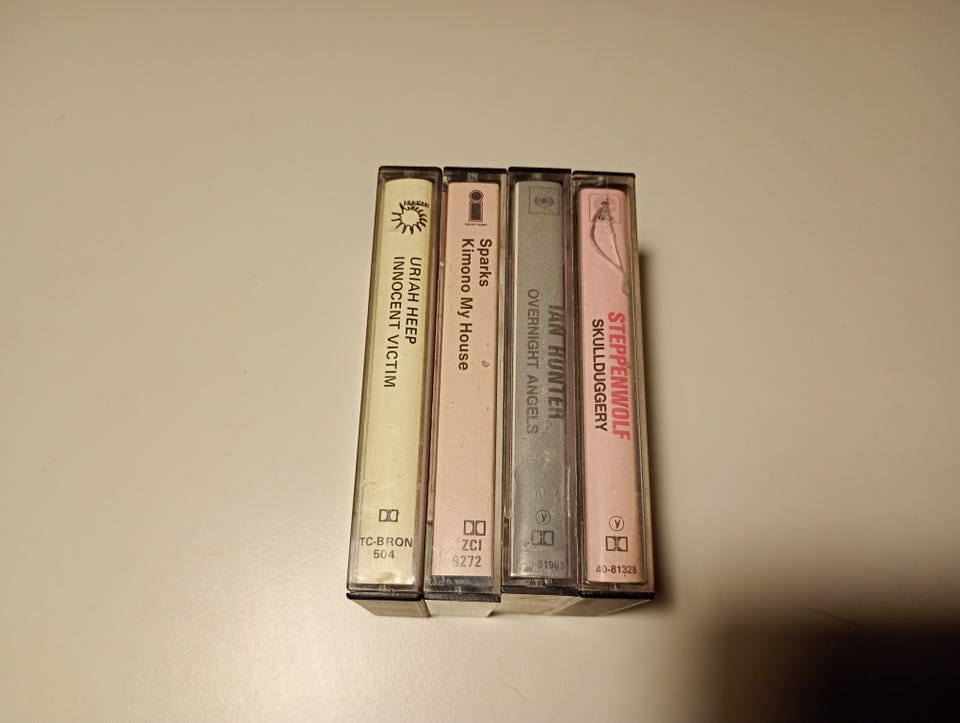 URIAH HEEP
INNOCENT VICTIM
TC-BRON
504
Sparks
Kimono My House
ZCI
9272
IAN HUNTER
OVERNIGHT ANGELS
STEPPENWOLF
SKULLDUGGERY
40-81328